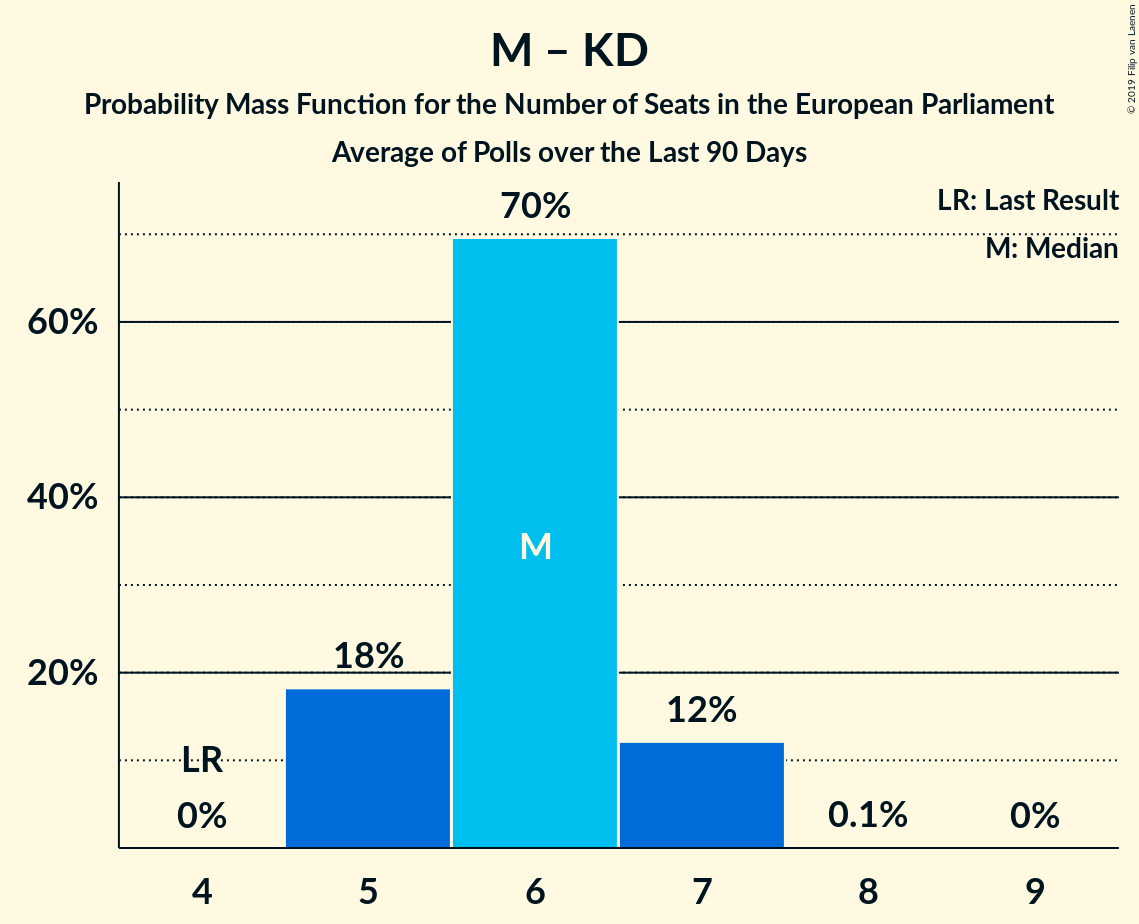 M – KD
Probability Mass Function for the Number of Seats in the European Parliament
Average of Polls over the Last 90 Days
© 2019 Filip van Laenen
LR: Last Result
M: Median
70%
60%
40%
M
20%
18%
12%
LR
0%
0.1%
0%
4
5
6
7
8
9